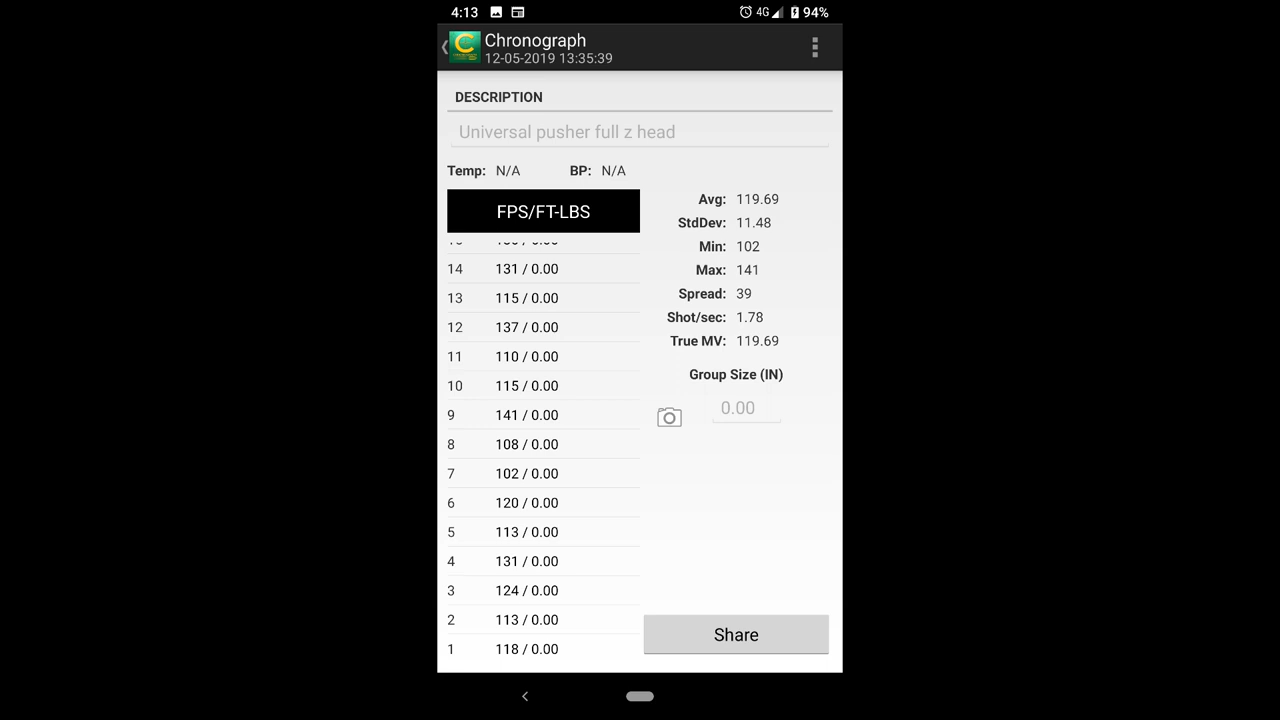 4:13 4G 94%
Chronograph
12-05-2019 13:35:39
DESCRIPTION
Universal pusher full z head
Temp: N/A BP: N/A
FPS/FT-LBS
14 131 / 0.00
13 115 / 0.00
12 137 / 0.00
11 110 / 0.00
10 115 / 0.00
9 141 / 0.00
8 108 / 0.00
7 102 / 0.00
6 120 / 0.00
5 113 / 0.00
4 131 / 0.00
3 124 / 0.00
2 113 / 0.00
1 118 / 0.00
Avg: 119.69
StdDev: 11.48
Min: 102
Max: 141
Spread: 39
Shot/sec: 1.78
True MV: 119.69
Group Size (IN)
0.00
Share